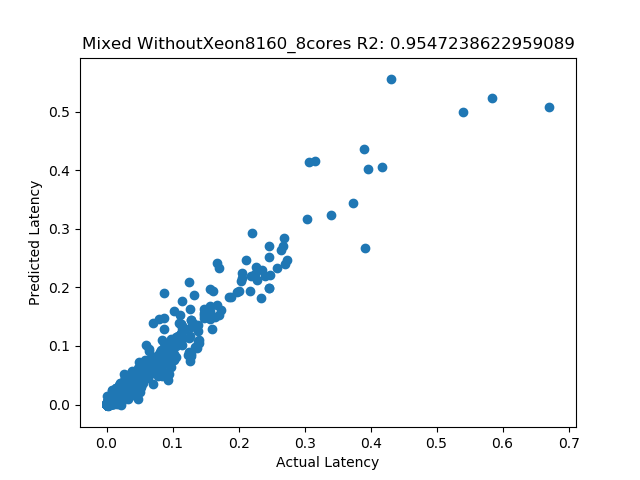 Mixed WithoutXeon8160_8cores R2: 0.9547238622959089
0.5
0.4
0.3
0.2
0.1
0.0
Predicted Latency
0.0 0.1 0.2 0.3 0.4 0.5 0.6 0.7
Actual Latency